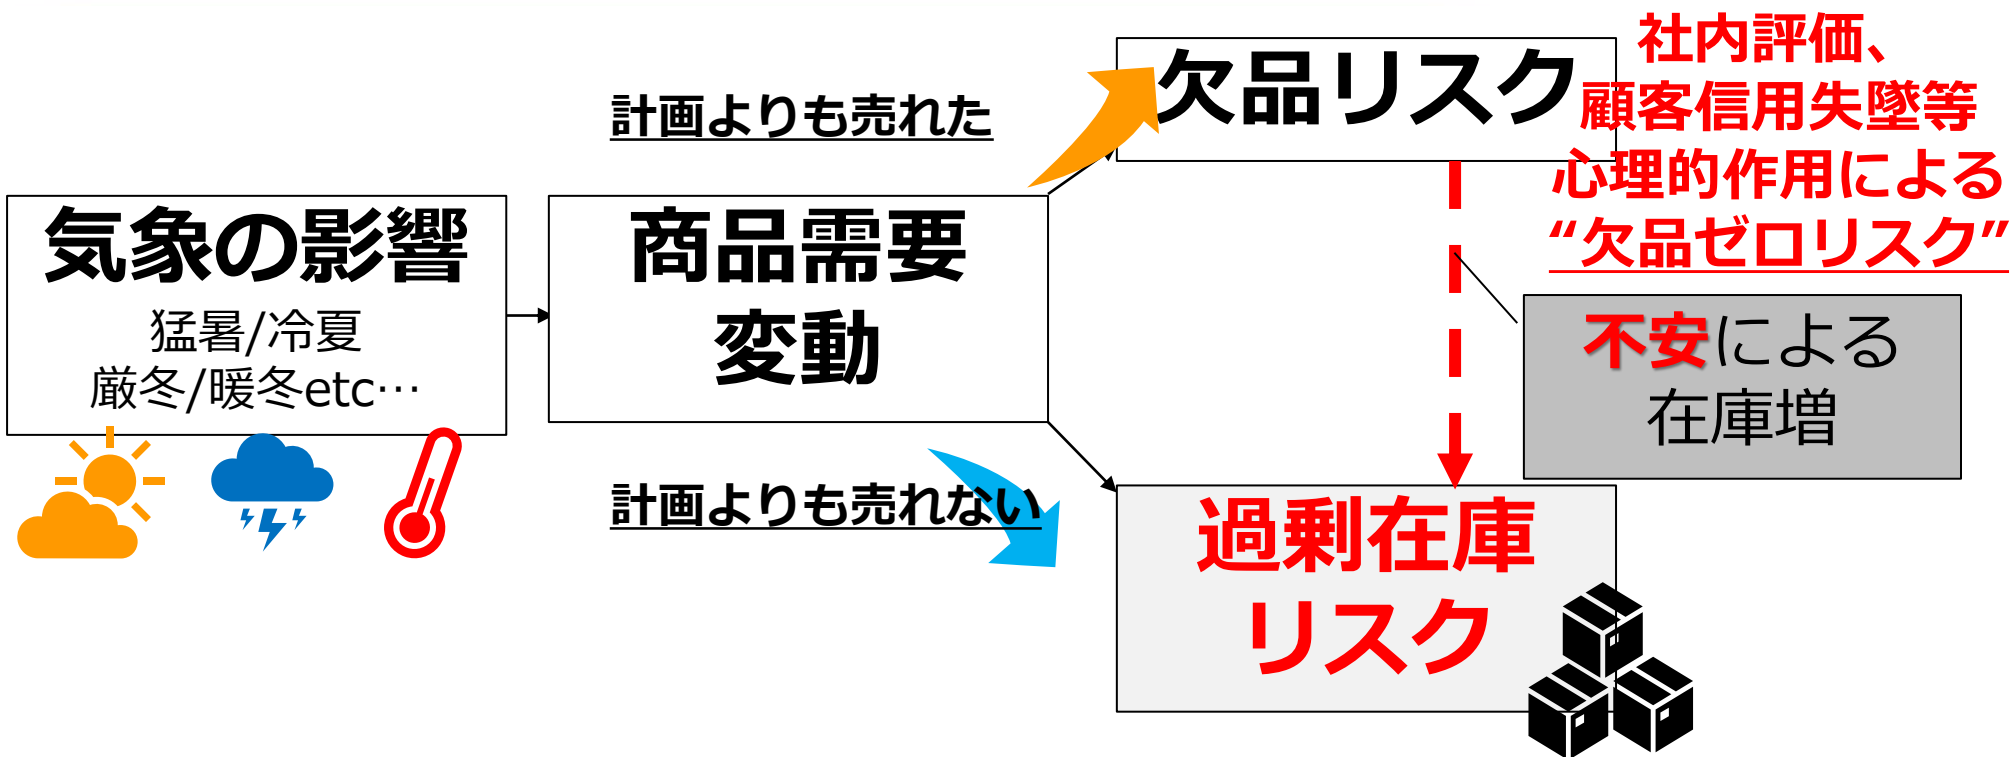 気象の影響
猛暑/冷夏
厳冬/暖冬etc…
商品需要
変動
計画よりも売れた
計画よりも売れない
欠品リスク
社内評価、
顧客信用失墜等
心理的作用による
“欠品ゼロリスク”
不安による
在庫増
過剰在庫
リスク